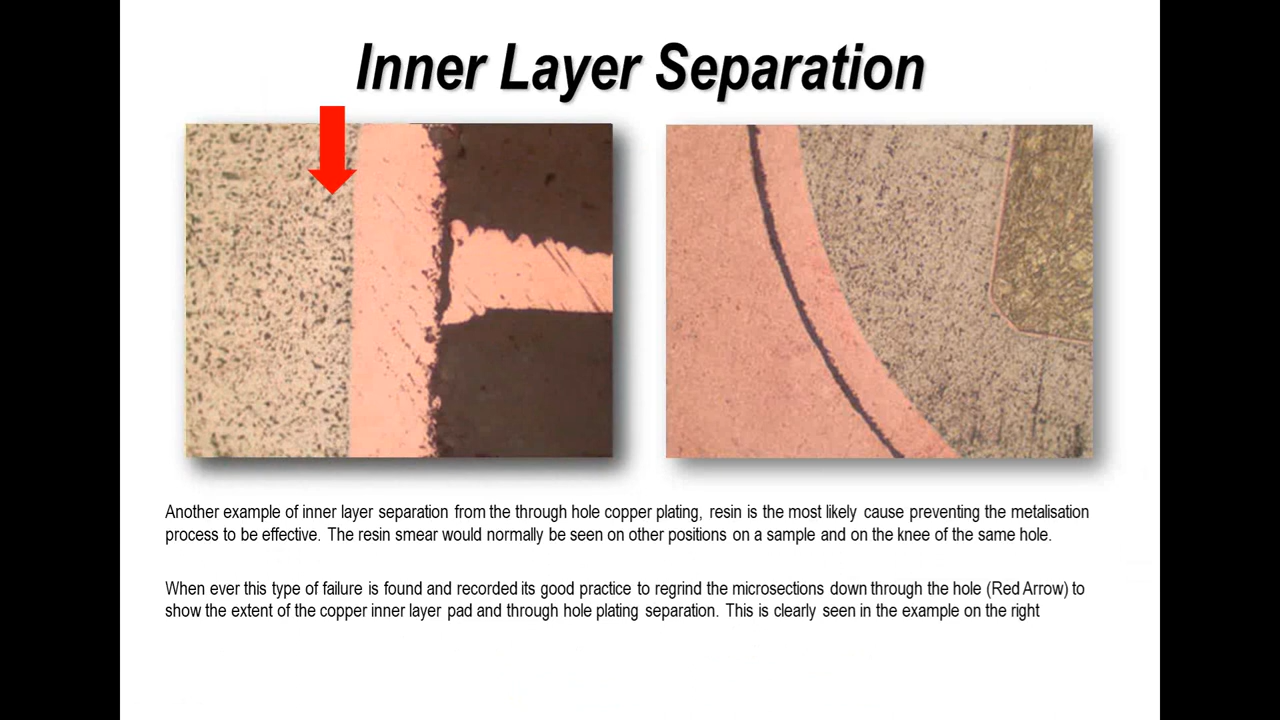 Inner Layer Separation
Another example of inner layer separation from the through hole copper plating, resin is the most likely cause preventing the metalisation
process to be effective. The resin smear would normally be seen on other positions on a sample and on the knee of the same hole.
When ever this type of failure is found and recorded its good practice to regrind the microsections down through the hole (Red Arrow) to
show the extent of the copper inner layer pad and through hole plating separation. This is clearly seen in the example on the right